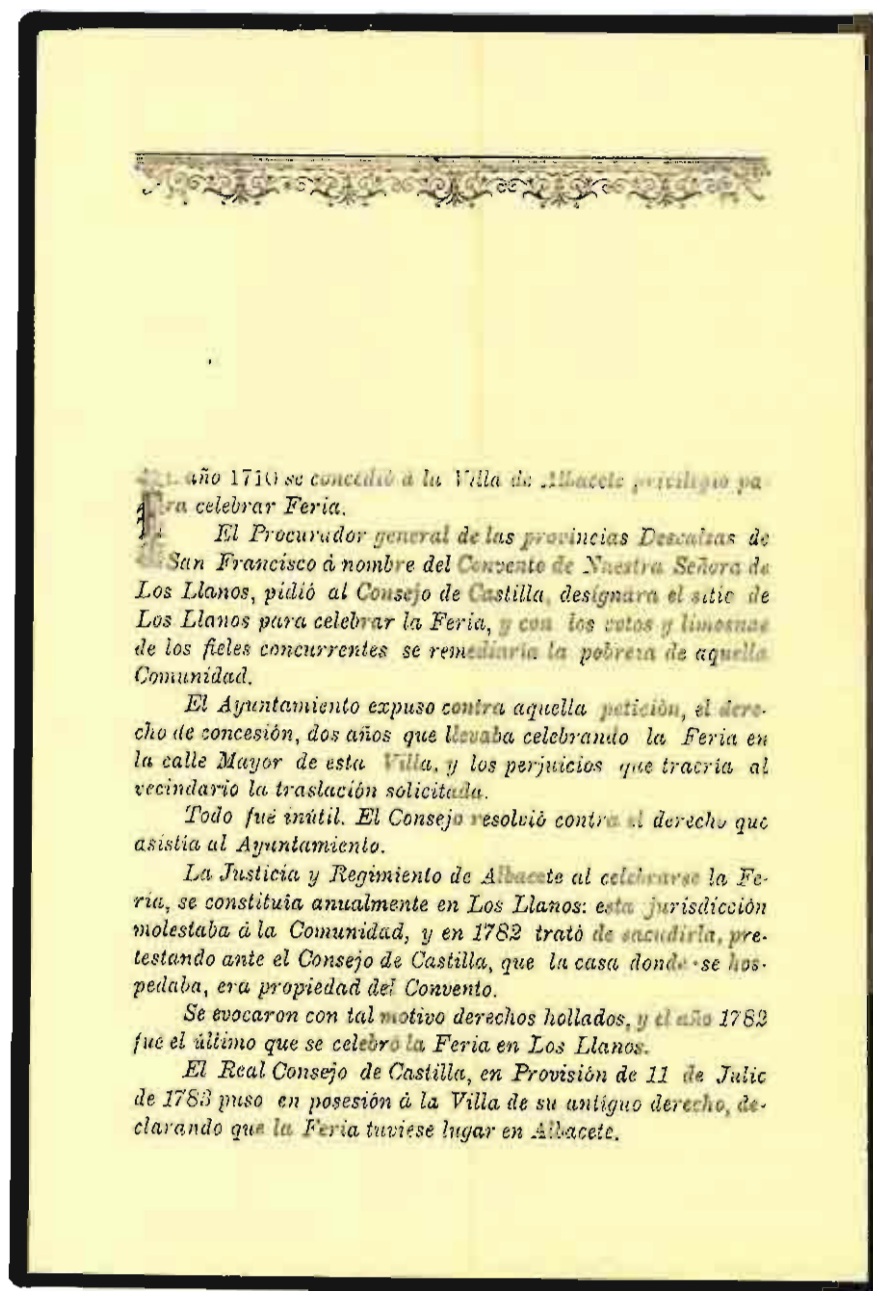 EL año 1710 se concedió á la Villa de Albacete privilegio pa-
ra celebrar Feria.
El Procurador general de las provincias Descalzas de
San Francisco á nombre del Convento de Nuestra Señora de
Los Llanos, pidió al Consejo de Castilla, designara el sitio de
Los Llanos para celebrar la Feria, y con los votos y limosnas
de los fieles concurrentes se remediaría la pobreza de aquella
Comunidad.
El Ayuntamiento expuso contra aquella petición, el dere-
cho de concesión, dos años que llevaba celebrando la Feria en
la calle Mayor de esta Villa, y los perjuicios que traería al
vecindario la traslación solicitada.
Todo fué inútil. El Consejo resolvió contra el derecho que
asistía al Ayuntamiento.
La Justicia y Regimiento de Albacete al celebrarse la Fe-
ria, se constituía anualmente en Los Llanos: esta jurisdicción
molestaba á la Comunidad, y en 1782 trató de sacudirla, pre-
testando ante el Consejo de Castilla, que la casa donde se hos-
pedaba, era propiedad del Convento.
Se evocaron con tal motivo derechos hollados, y el año 1782
fué el último que se celebro la Feria en Los Llanos.
El Real Consejo de Castilla, en Provisión de 11 de Julio
de 1783 puso en posesión á la Villa de su antiguo derecho, de-
clarando que la Feria tuviese lugar en Albacete.